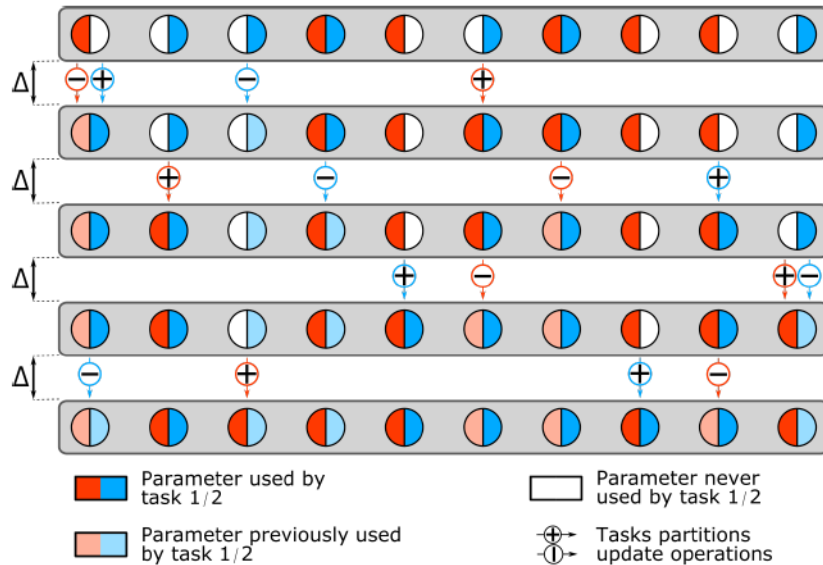 Δ
Δ
Δ
Δ
Parameter used by
task 1/2
Parameter never
used by task 1/2
Parameter previously used
by task 1/2
Tasks partitions
update operations